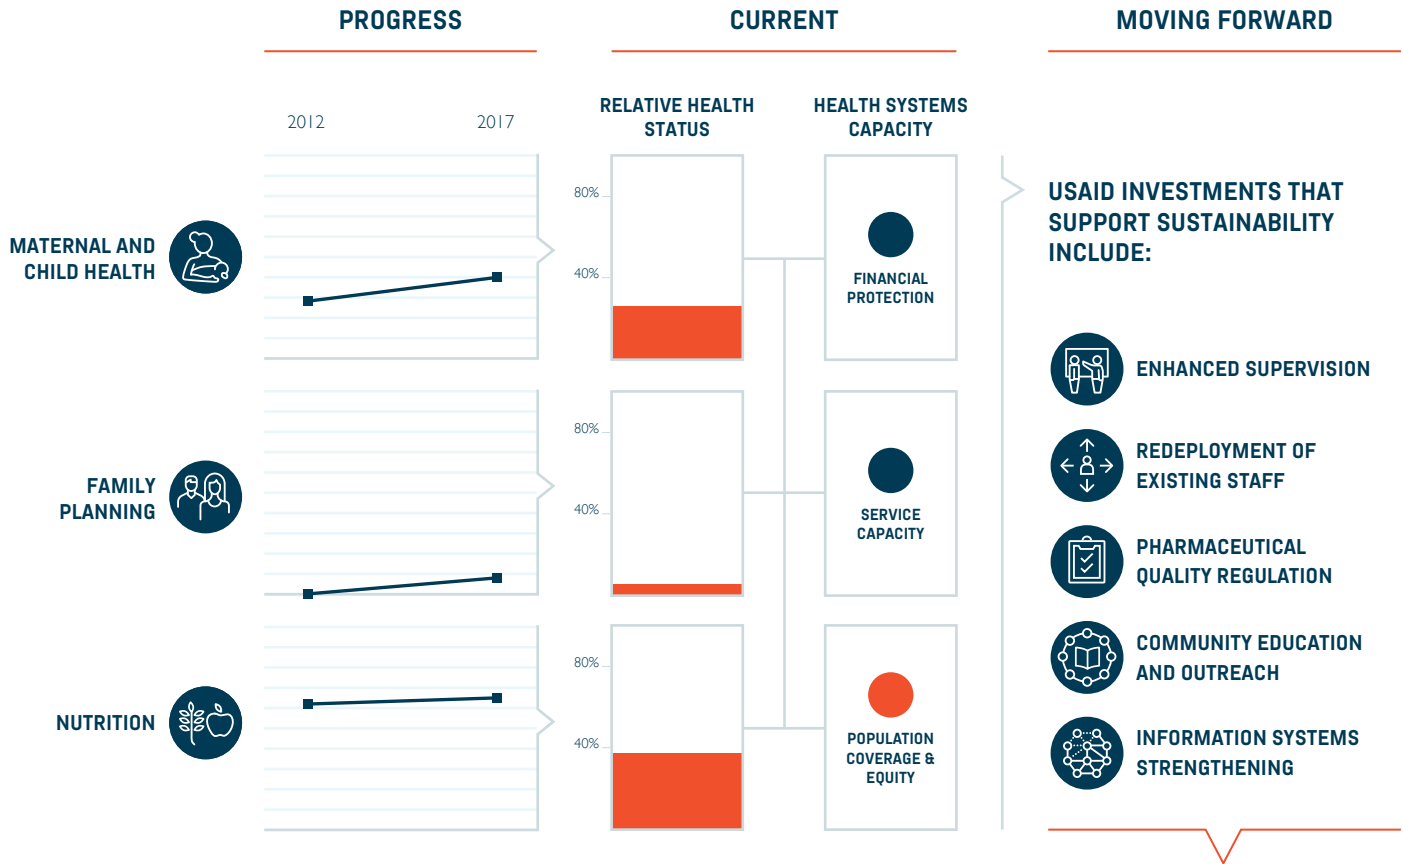 PROGRESS
CURRENT
MOVING FORWARD
2012
2017
RELATIVE HEALTH
STATUS
HEALTH SYSTEMS
CAPACITY
MATERNAL AND
CHILD HEALTH
80%
40%
FINANCIAL
PROTECTION
FAMILY
PLANNING
80%
40%
SERVICE
CAPACITY
NUTRITION
80%
40%
POPULATION
COVERAGE &
EQUITY
USAID INVESTMENTS THAT
SUPPORT SUSTAINABILITY
INCLUDE:
ENHANCED SUPERVISION
REDEPLOYMENT OF
EXISTING STAFF
PHARMACEUTICAL
QUALITY REGULATION
COMMUNITY EDUCATION
AND OUTREACH
INFORMATION SYSTEMS
STRENGTHENING